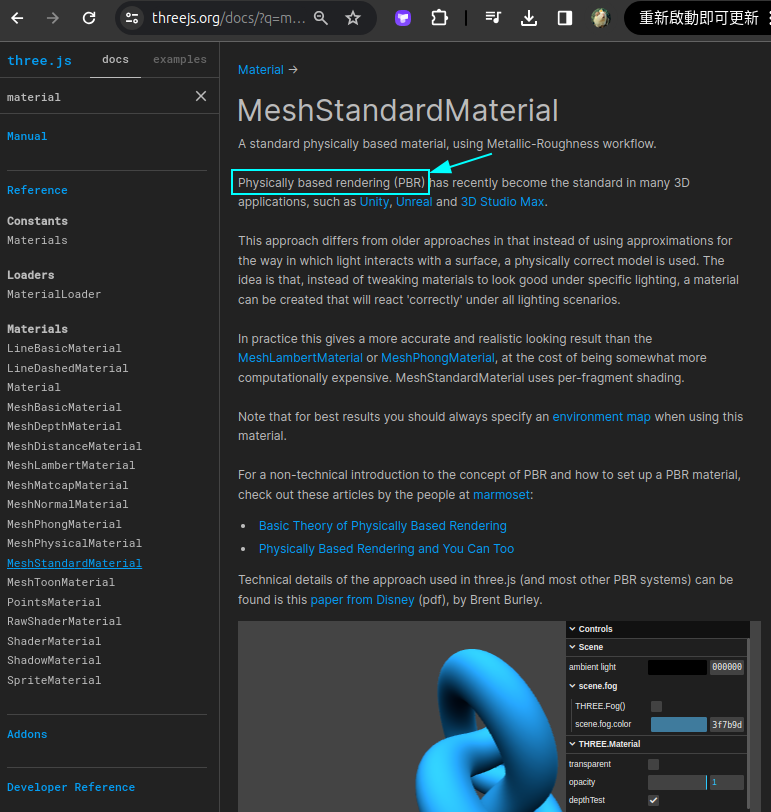 threejs.org/docs/?q=m...
重新啟動即可更新
three.js
docs
examples
material
Manual
Reference
Constants
Materials
Loaders
MaterialLoader
Materials
LineBasicMaterial
LineDashedMaterial
Material
MeshBasicMaterial
MeshDepthMaterial
MeshDistanceMaterial
MeshLambertMaterial
MeshMatcapMaterial
MeshNormalMaterial
MeshPhongMaterial
MeshPhysicalMaterial
MeshStandardMaterial
MeshToonMaterial
PointsMaterial
RawShaderMaterial
ShaderMaterial
ShadowMaterial
SpriteMaterial
Addons
Developer Reference
Material →
MeshStandardMaterial
A standard physically based material, using Metallic-Roughness workflow.
Physically based rendering (PBR) has recently become the standard in many 3D
applications, such as Unity, Unreal and 3D Studio Max.
This approach differs from older approaches in that instead of using approximations for
the way in which light interacts with a surface, a physically correct model is used. The
idea is that, instead of tweaking materials to look good under specific lighting, a material
can be created that will react 'correctly' under all lighting scenarios.
In practice this gives a more accurate and realistic looking result than the
MeshLambertMaterial or MeshPhongMaterial, at the cost of being somewhat more
computationally expensive. MeshStandardMaterial uses per-fragment shading.
Note that for best results you should always specify an environment map when using this
material.
For a non-technical introduction to the concept of PBR and how to set up a PBR material,
check out these articles by the people at marmoset:
• Basic Theory of Physically Based Rendering
• Physically Based Rendering and You Can Too
Technical details of the approach used in three.js (and most other PBR systems) can be
found is this paper from Disney (pdf), by Brent Burley.
Controls
Scene
ambient light
000000
scene.fog
THREE.Fog()
scene.fog.color
3f7b9d
THREE.Material
transparent
opacity
1
depthTest